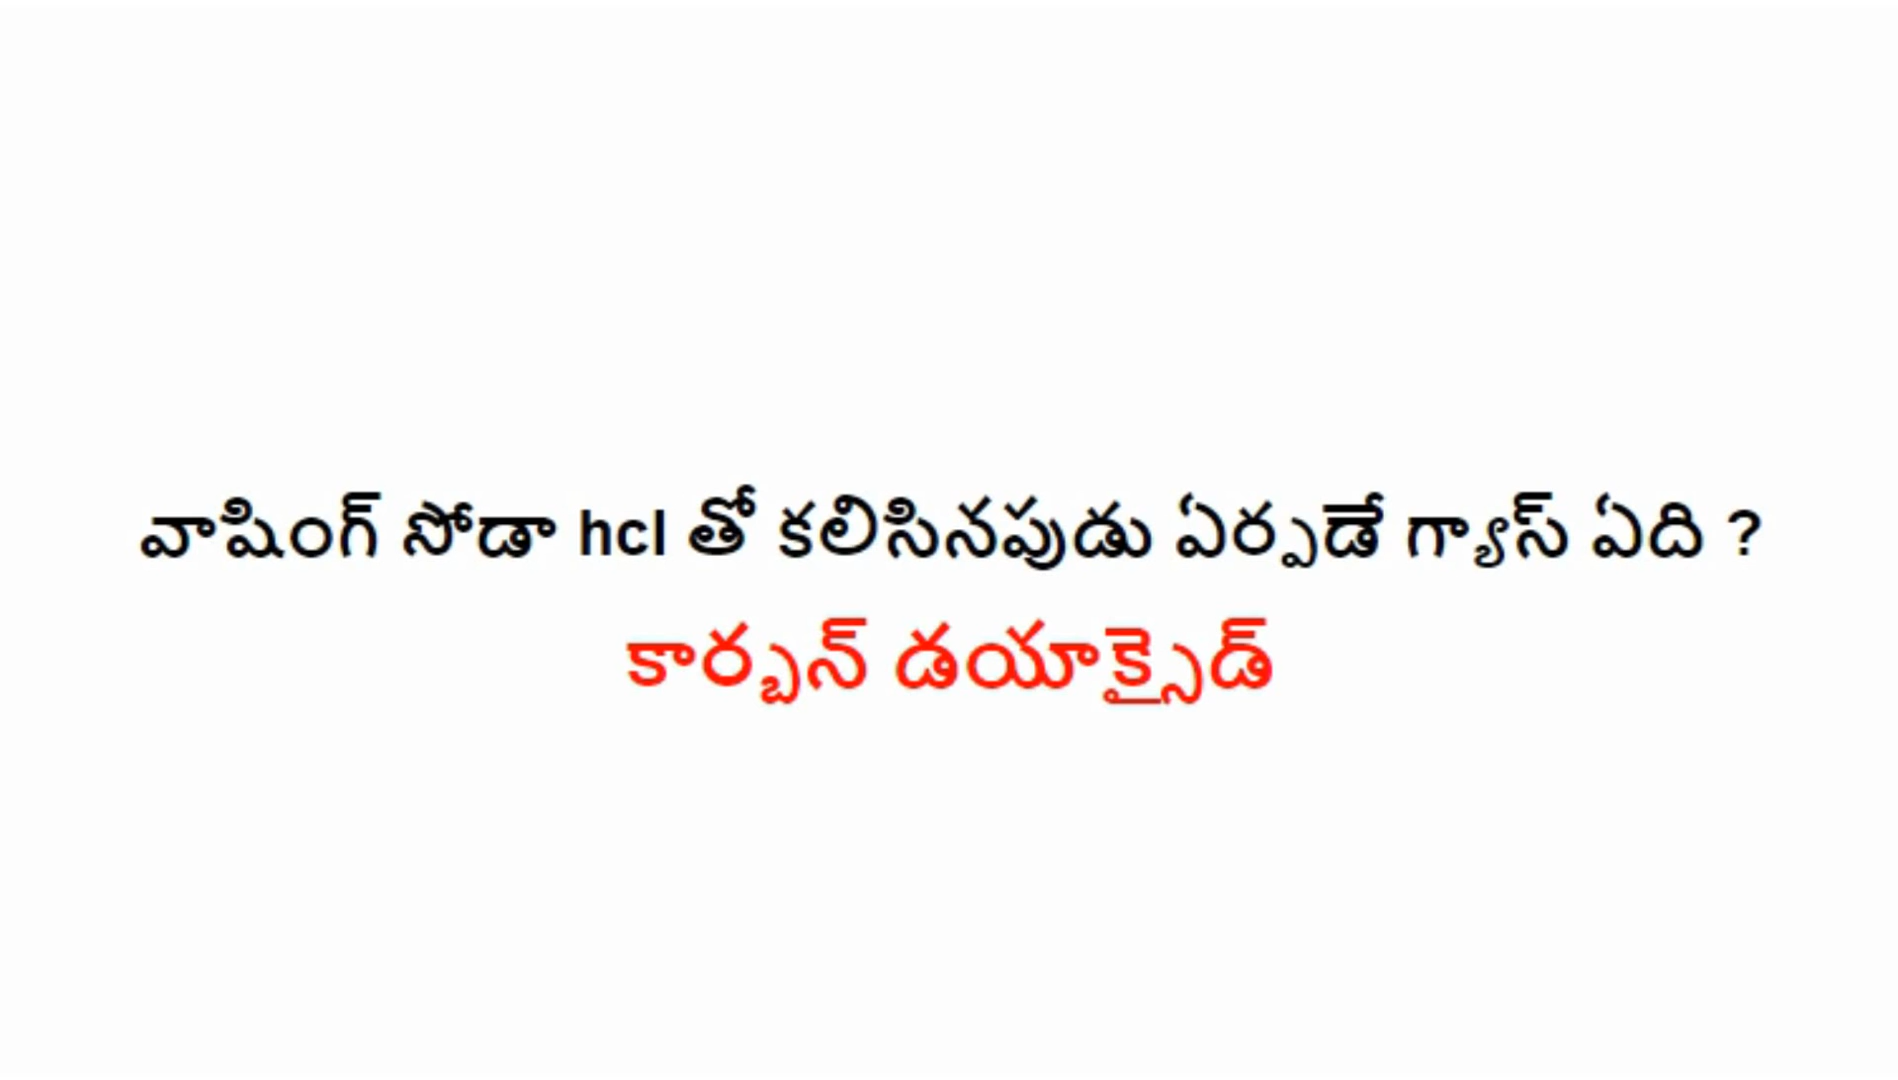 వాషింగ్ సోడా hcl తో కలిసినపుడు ఏర్పడే గ్యాస్ ఏది ?
కార్బన్ డయాక్సైడ్